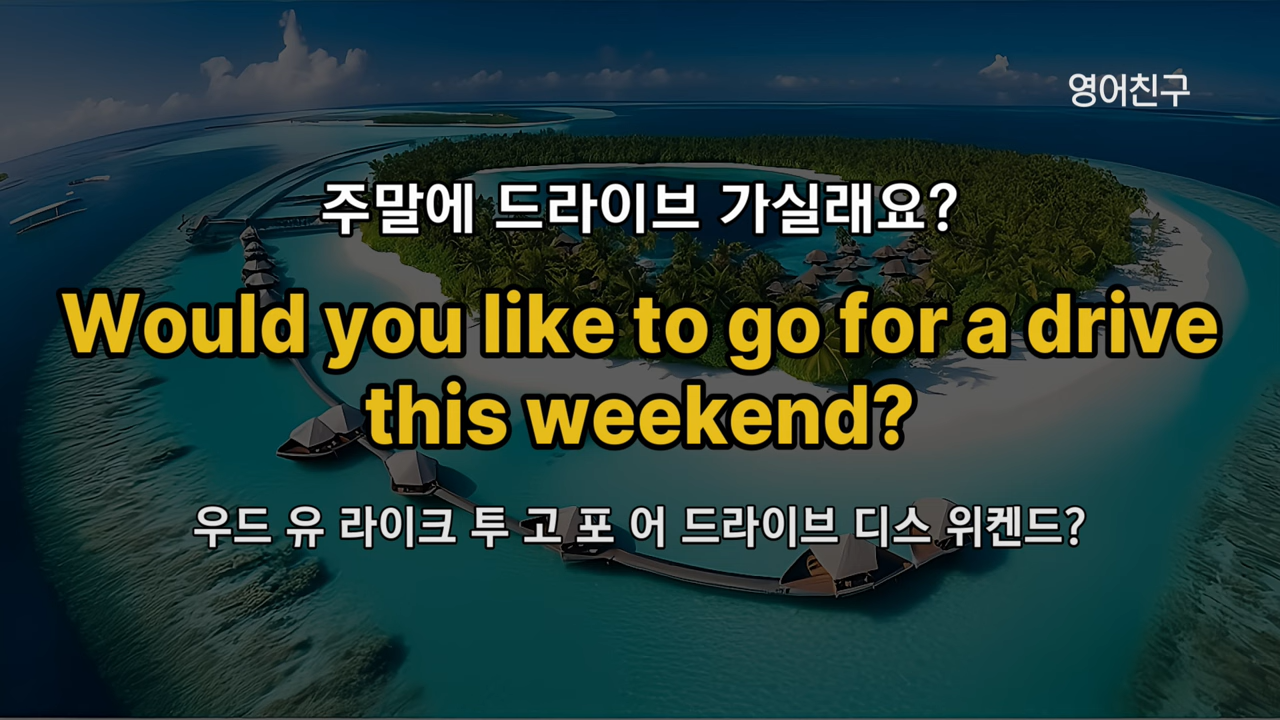 영어친구
주말에 드라이브 가실래요?
Would you like to go for a drive
this weekend?
우드 유 라이크 투 고 포 어 드라이브 디스 위켄드?